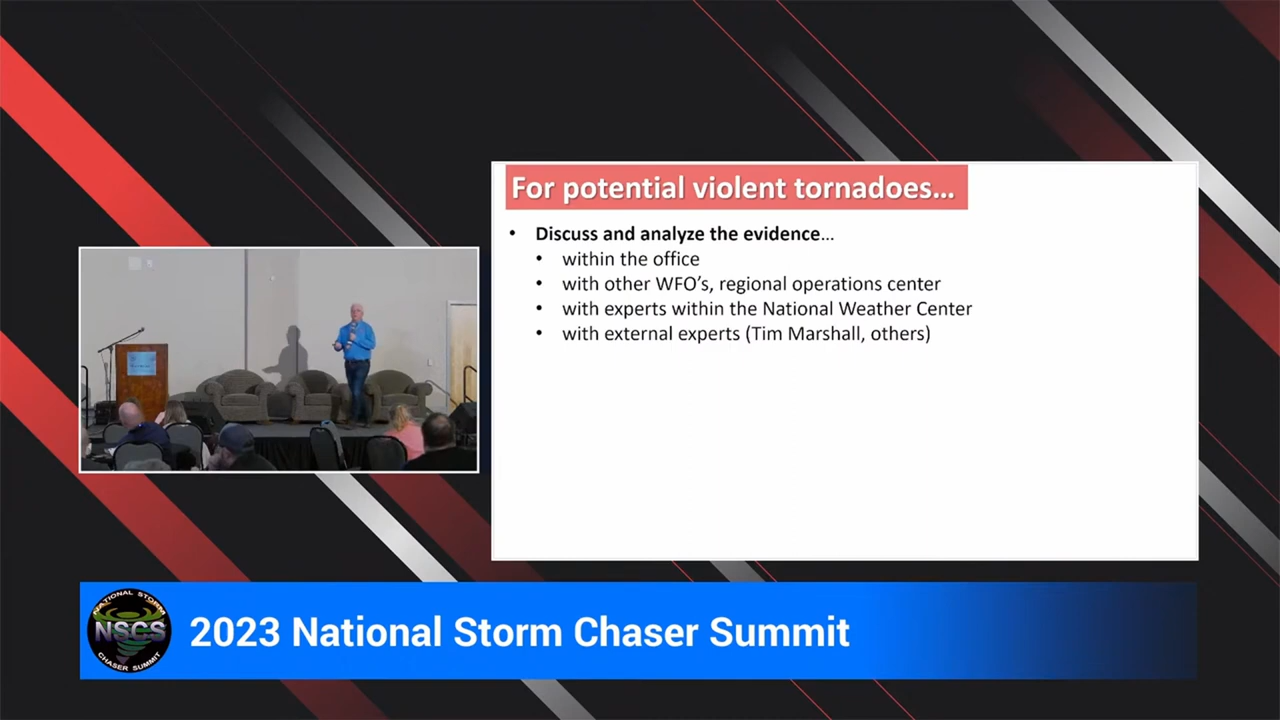 For potential violent tornadoes…
• Discuss and analyze the evidence…
• within the office
• with other WFO’s, regional operations center
• with experts within the National Weather Center
• with external experts (Tim Marshall, others)
NATIONAL STORM
NSCS
CHASER SUMMIT
2023 National Storm Chaser Summit